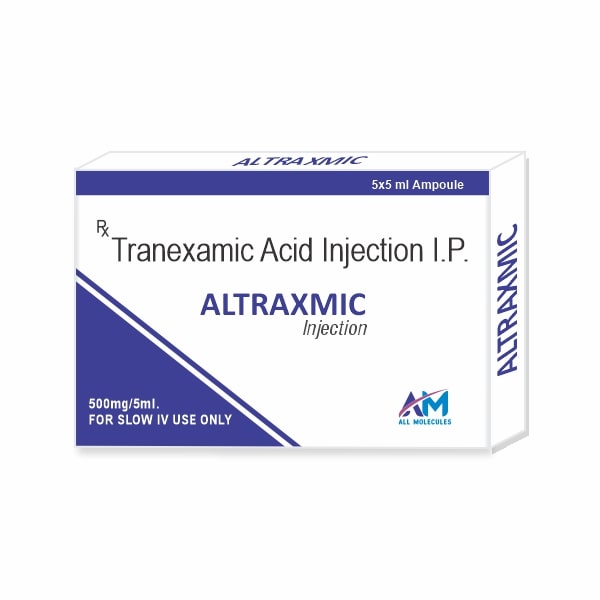 ALTRAXMIC
5x5 ml Ampoule
Rx
Tranexamic Acid Injection I.P.
ALTRAXMIC
Injection
ALTRAXMIC
500mg/5ml.
FOR SLOW IV USE ONLY
AM
ALL MOLECULES